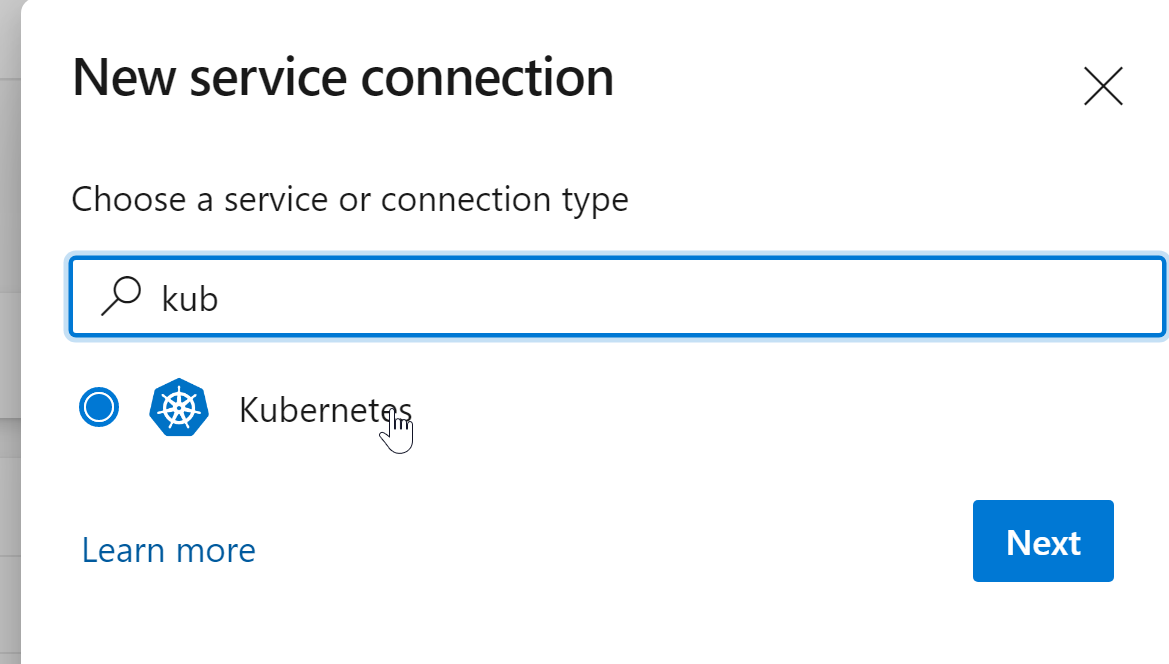 New service connection
Choose a service or connection type
kub
Kubernetes
Learn more
Next